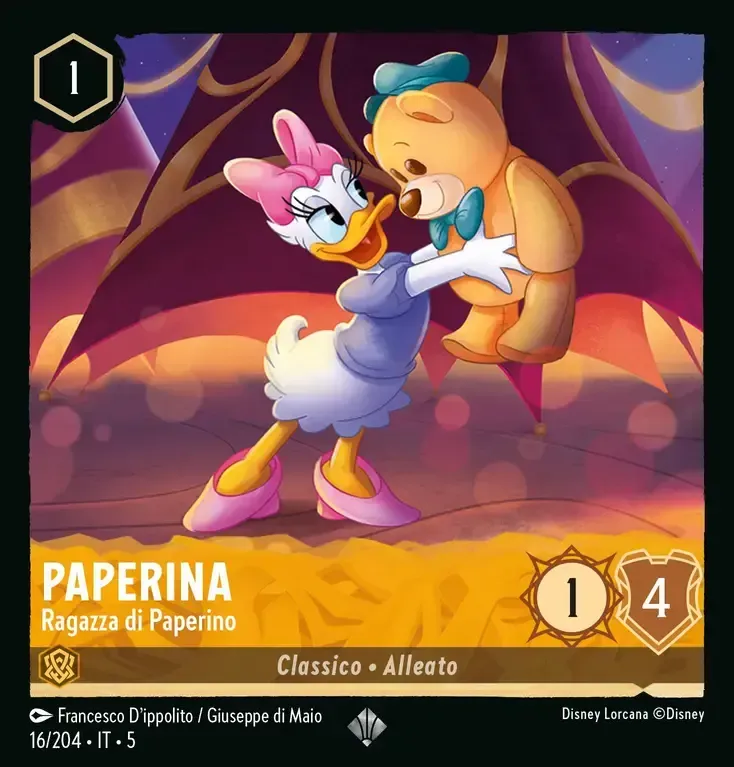 1
PAPERINA
Ragazza di Paperino
1
4
Classico • Alleato
Francesco D'ippolito / Giuseppe di Maio
Disney Lorcana ©Disney
16/204 • IT • 5